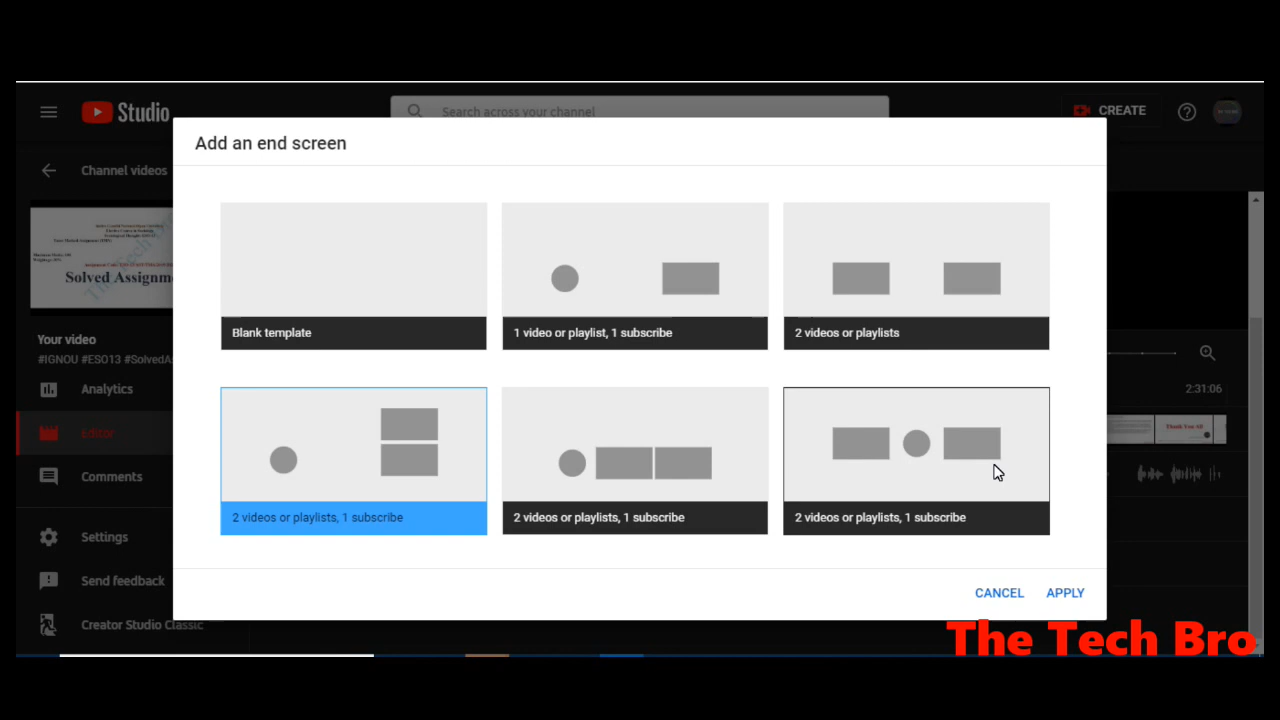 Studio
Search across your channel
CREATE
Add an end screen
Channel videos
Solved Assignm
Blank template
1 video or playlist, 1 subscribe
2 videos or playlists
Your video
#IGNOU #ESO13 #SolvedAs
Analytics
2:31:06
Editor
Thank You All
Comments
2 videos or playlists, 1 subscribe
2 videos or playlists, 1 subscribe
2 videos or playlists, 1 subscribe
Settings
Send feedback
CANCEL
APPLY
Creator Studio Classic
The Tech Bro